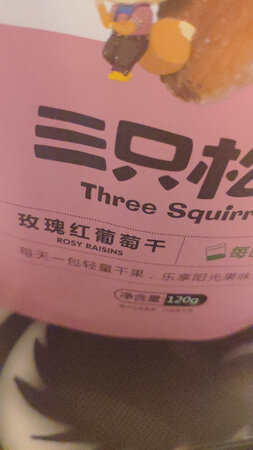 三只松
Three Squirr
玫瑰红葡萄干
ROSY RAISINS
每
每天一包轻量干果，乐享阳光果味
净含量 120g